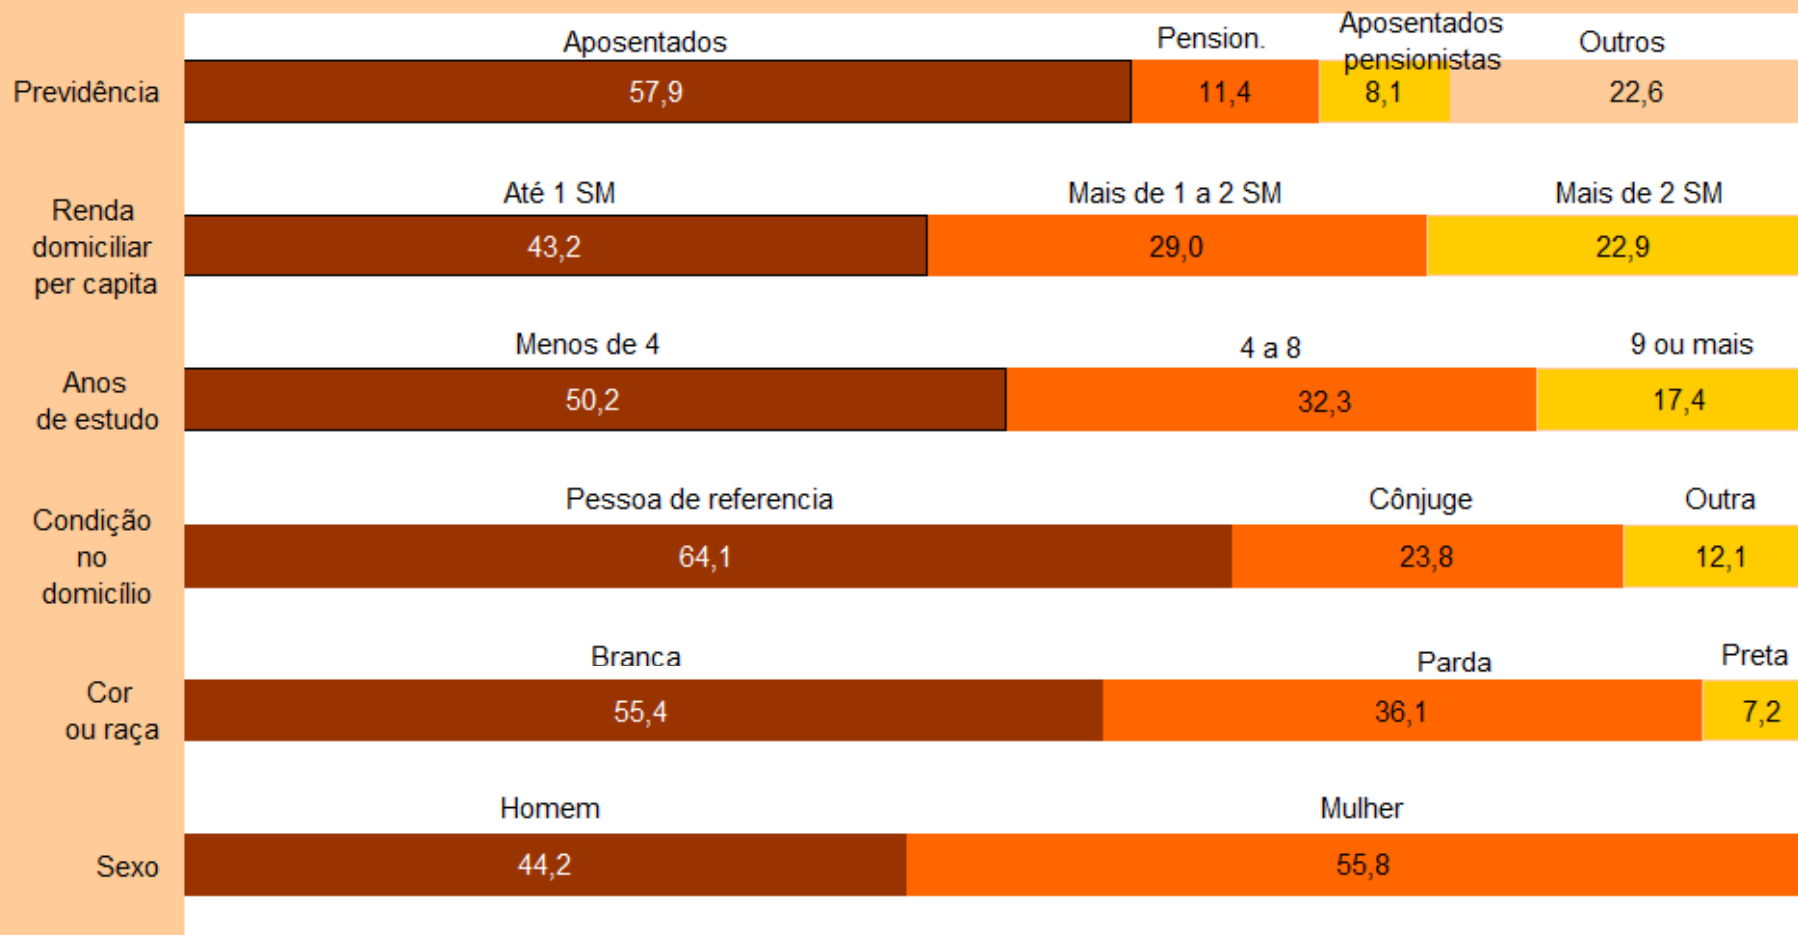 Aposentados
Pension.
Aposentados
pensionistas
Outros
Previdência
57,9
11,4
8,1
22,6
Renda
domiciliar
per capita
Até 1 SM
Mais de 1 a 2 SM
Mais de 2 SM
43,2
29,0
22,9
Anos
de estudo
Menos de 4
4 a 8
9 ou mais
50,2
32,3
17,4
Condição
no
domicílio
Pessoa de referencia
Cônjuge
Outra
64,1
23,8
12,1
Cor
ou raça
Branca
Parda
Preta
55,4
36,1
7,2
Sexo
Homem
Mulher
44,2
55,8